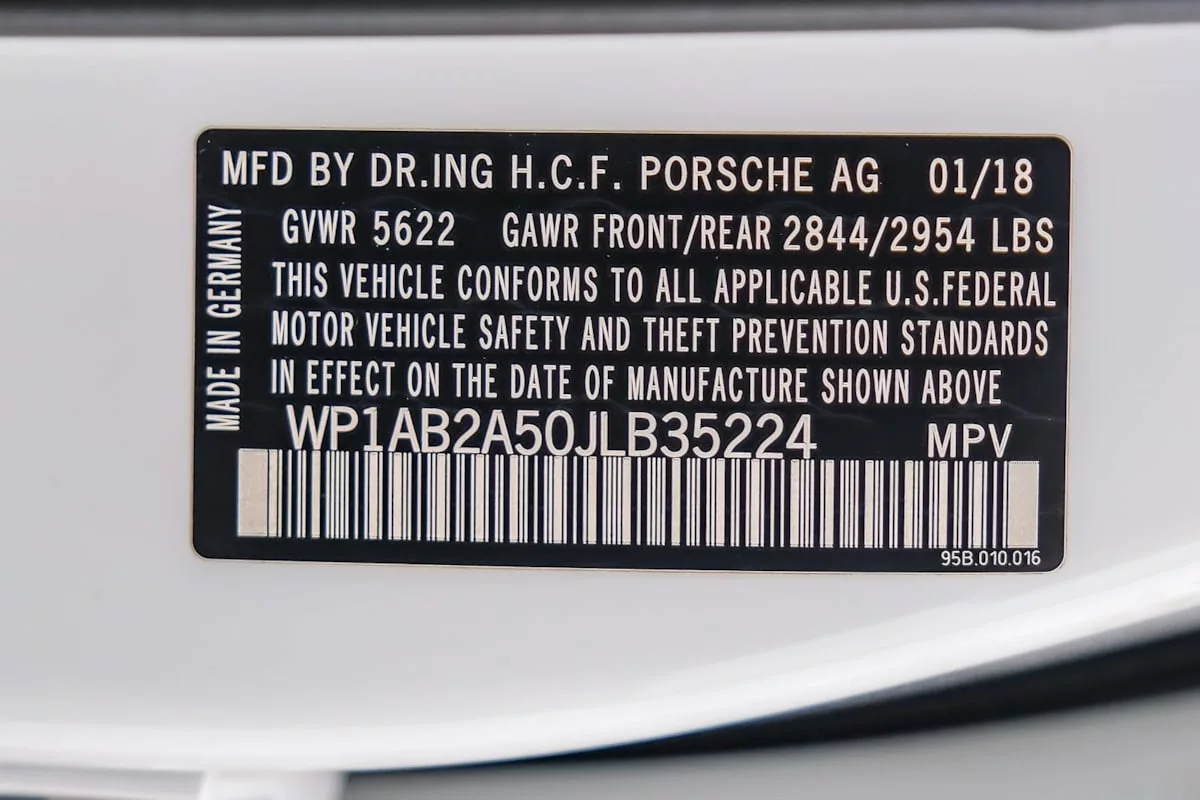 MFD BY DR.ING H.C.F. PORSCHE AG 01/18
GVWR 5622 GAWR FRONT/REAR 2844/2954 LBS
THIS VEHICLE CONFORMS TO ALL APPLICABLE U.S.FEDERAL
MOTOR VEHICLE SAFETY AND THEFT PREVENTION STANDARDS
IN EFFECT ON THE DATE OF MANUFACTURE SHOWN ABOVE
MADE IN GERMANY
WP1AB2A50JLB35224 MPV
95B.010.016